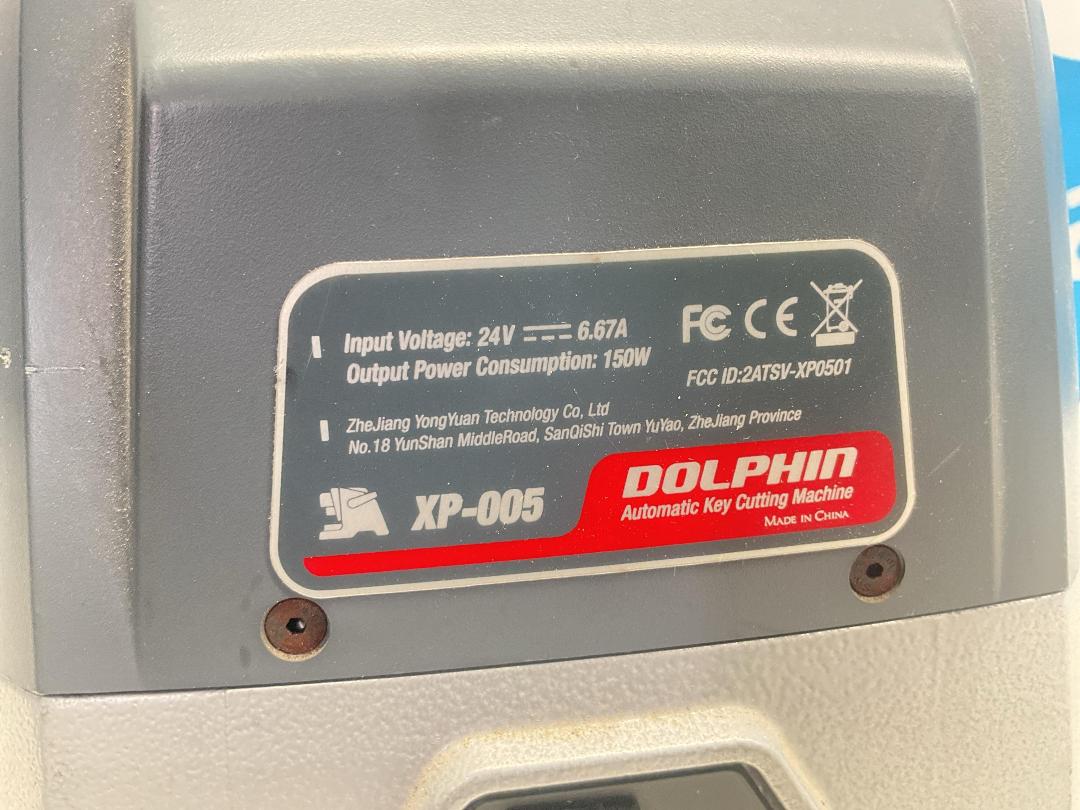 Input Voltage: 24V ⎓ 6.67A
Output Power Consumption: 150W
FC CE
FCC ID:2ATSV-XP0501
ZheJiang YongYuan Technology Co, Ltd
No.18 YunShan MiddleRoad, SanQiShi Town YuYao, ZheJiang Province
XP-005
DOLPHIN
Automatic Key Cutting Machine
MADE IN CHINA